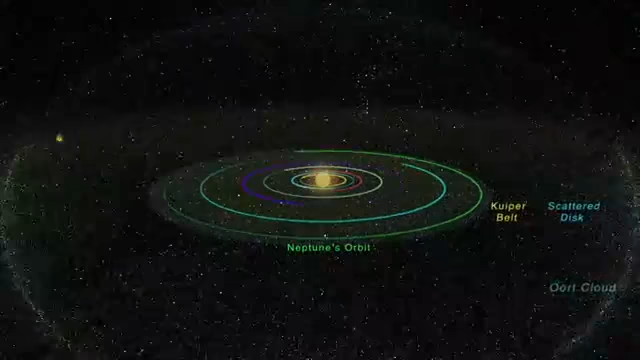 Kuiper
Belt
Scattered
Disk
Neptune's Orbit
Oort Cloud